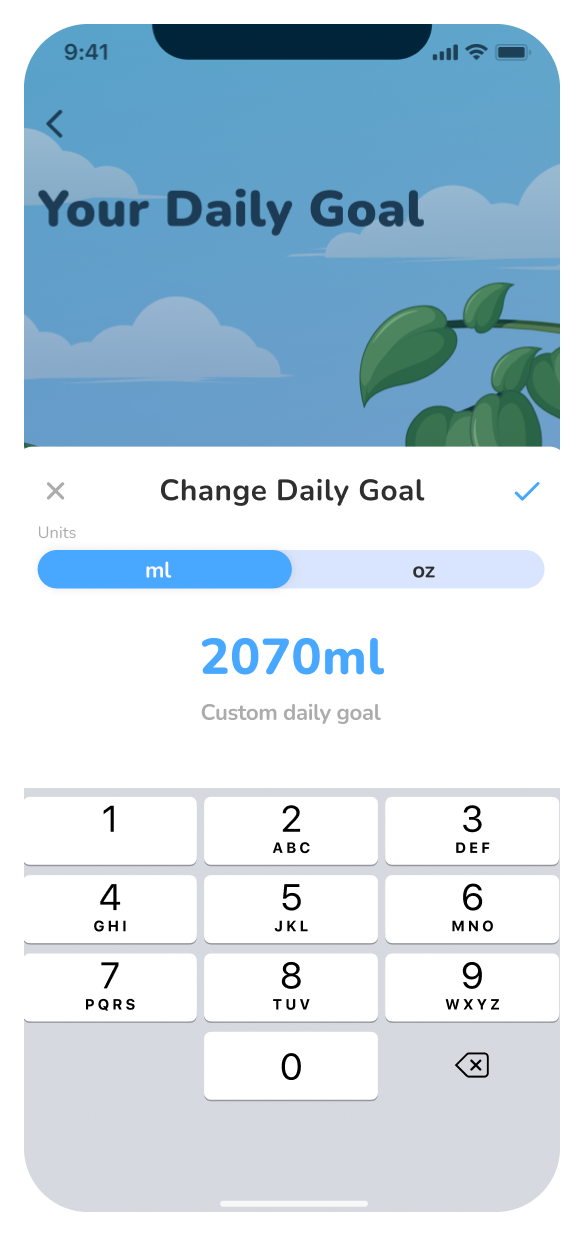 9:41
Your Daily Goal
Change Daily Goal
Units
ml oz
2070ml
Custom daily goal
1 2 3
ABC DEF
4 5 6
GHI JKL MNO
7 8 9
PQRS TUV WXYZ
0